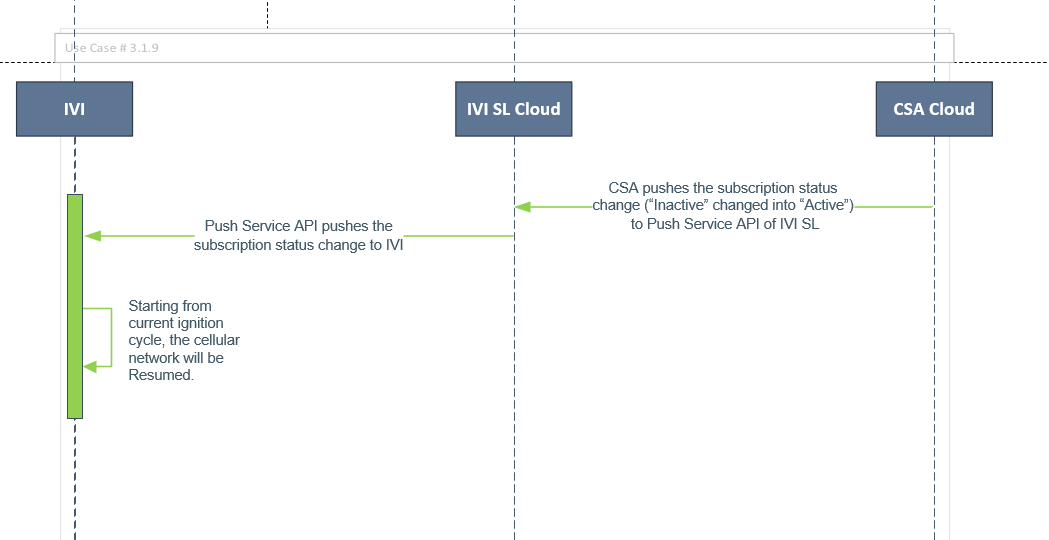 Use Case # 3.1.9
IVI
IVI SL Cloud
CSA Cloud
CSA pushes the subscription status
change (“Inactive” changed into “Active”)
to Push Service API of IVI SL
Push Service API pushes the
subscription status change to IVI
Starting from
current ignition
cycle, the cellular
network will be
Resumed.